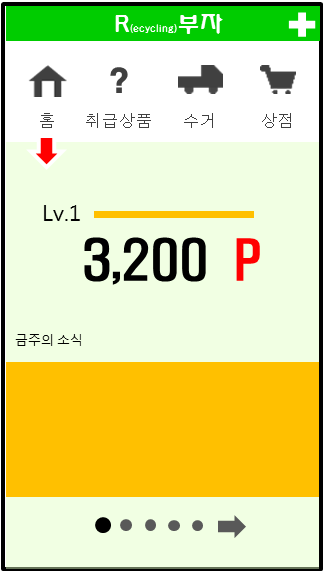 R(ecycling)부자
?
홈 취급상품 수거 상점
Lv.1
3,200 P
금주의 소식